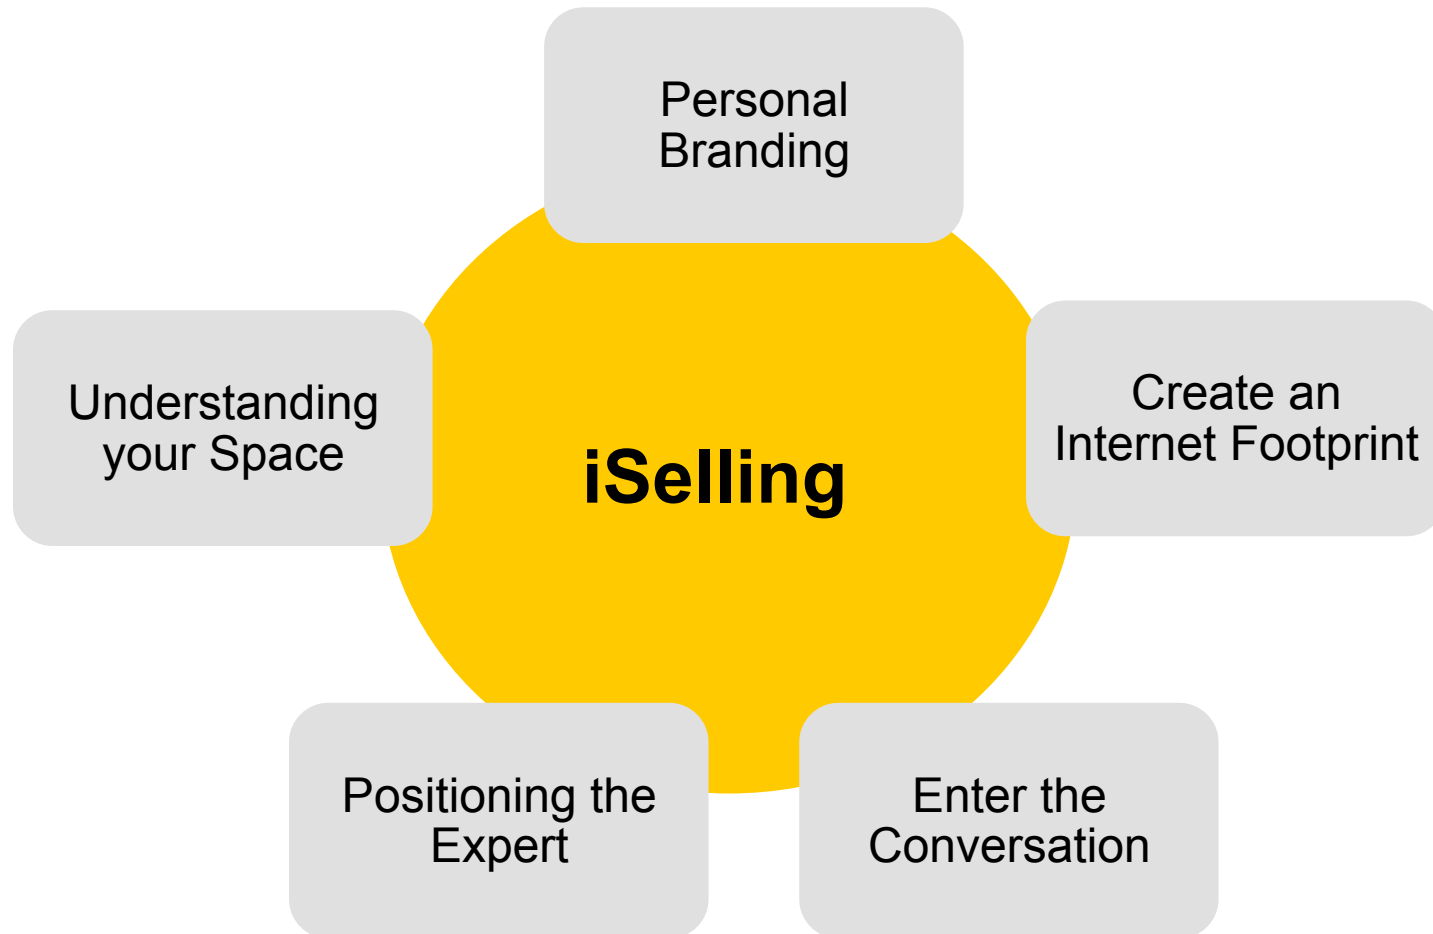 Personal
Branding
Understanding
your Space
iSelling
Create an
Internet Footprint
Positioning the
Expert
Enter the
Conversation